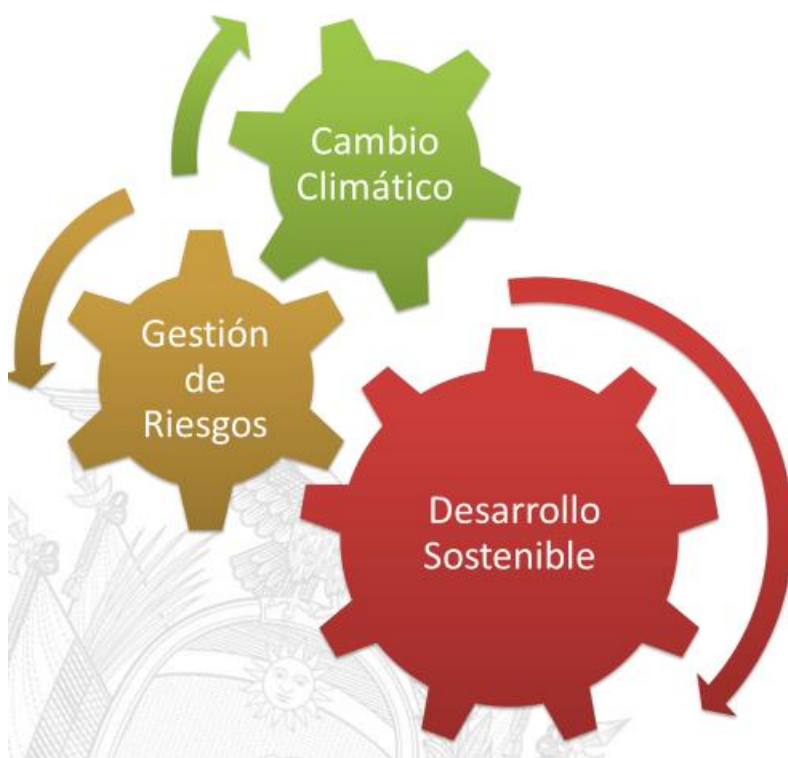 Cambio
Climático
Gestión
de
Riesgos
Desarrollo
Sostenible